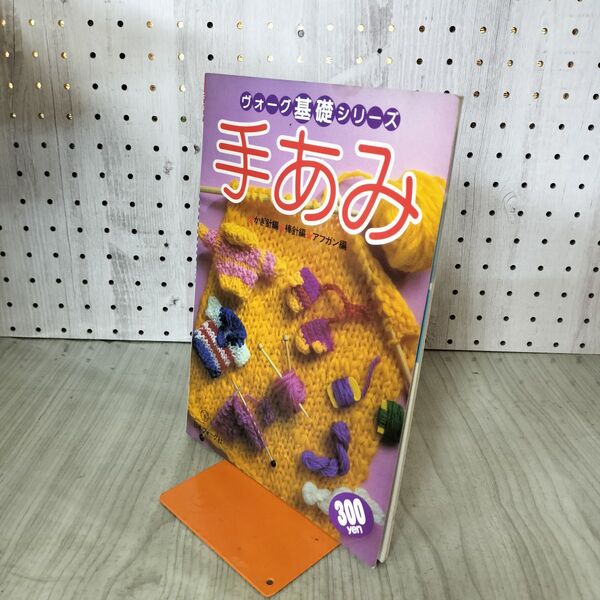 ヴォーグ基礎シリーズ
手あみ
かぎ針編 棒針編 アフガン編
300
yen